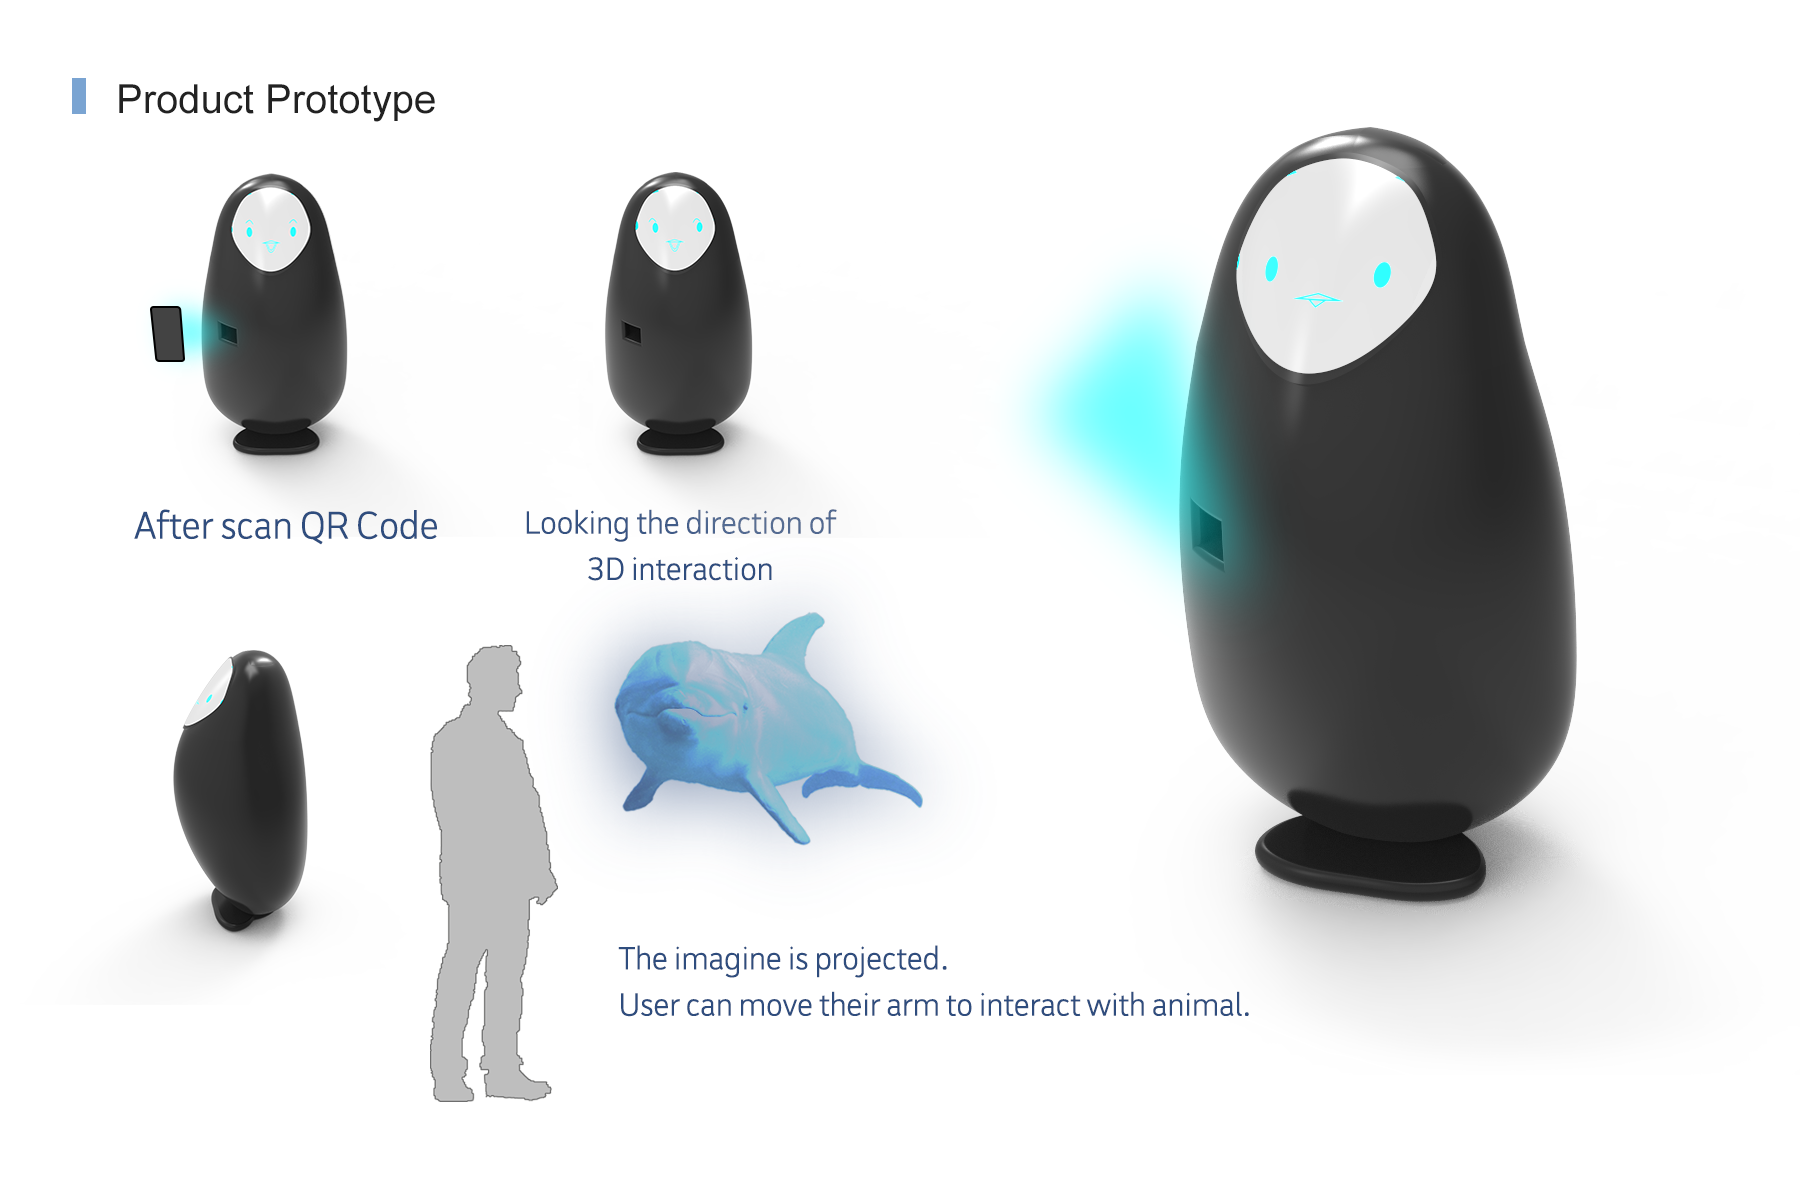 Product Prototype
After scan QR Code
Looking the direction of
3D interaction
The imagine is projected.
User can move their arm to interact with animal.